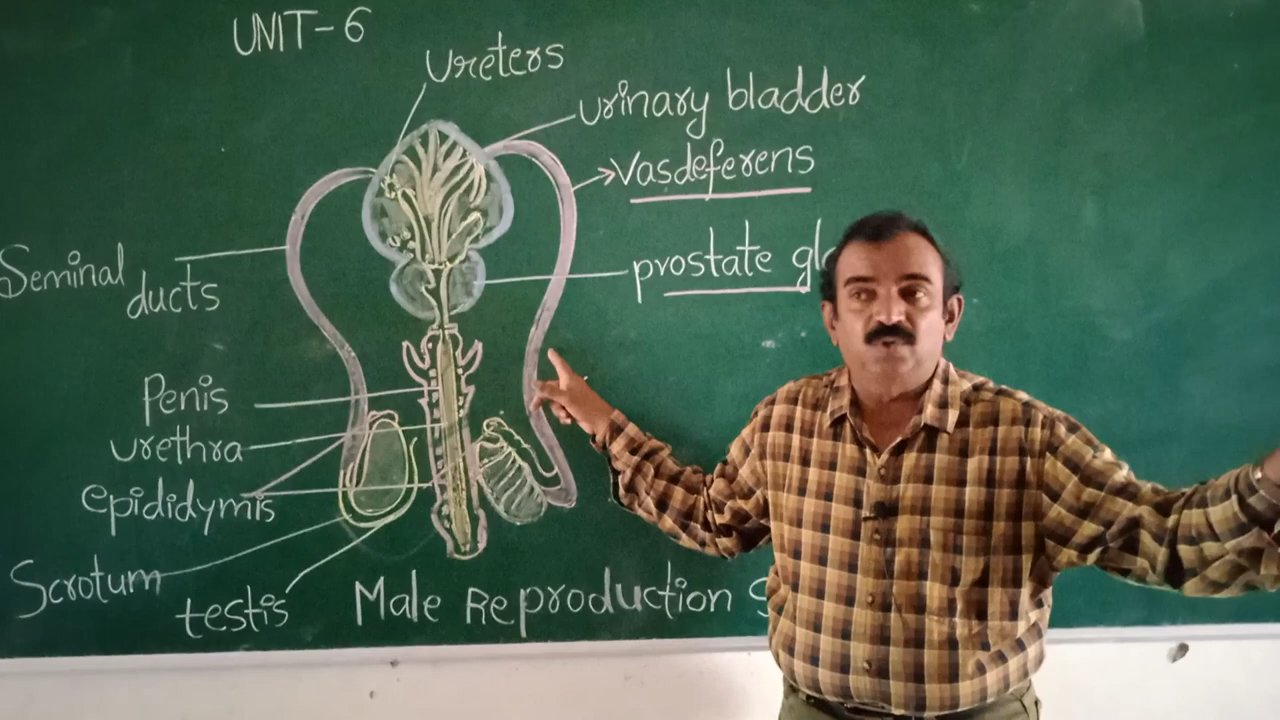 UNIT-6
Ureters
urinary bladder
Vasdeferens
prostate gl
Seminal
ducts
Penis
urethra
epididymis
Scrotum
testis
Male Reproduction S